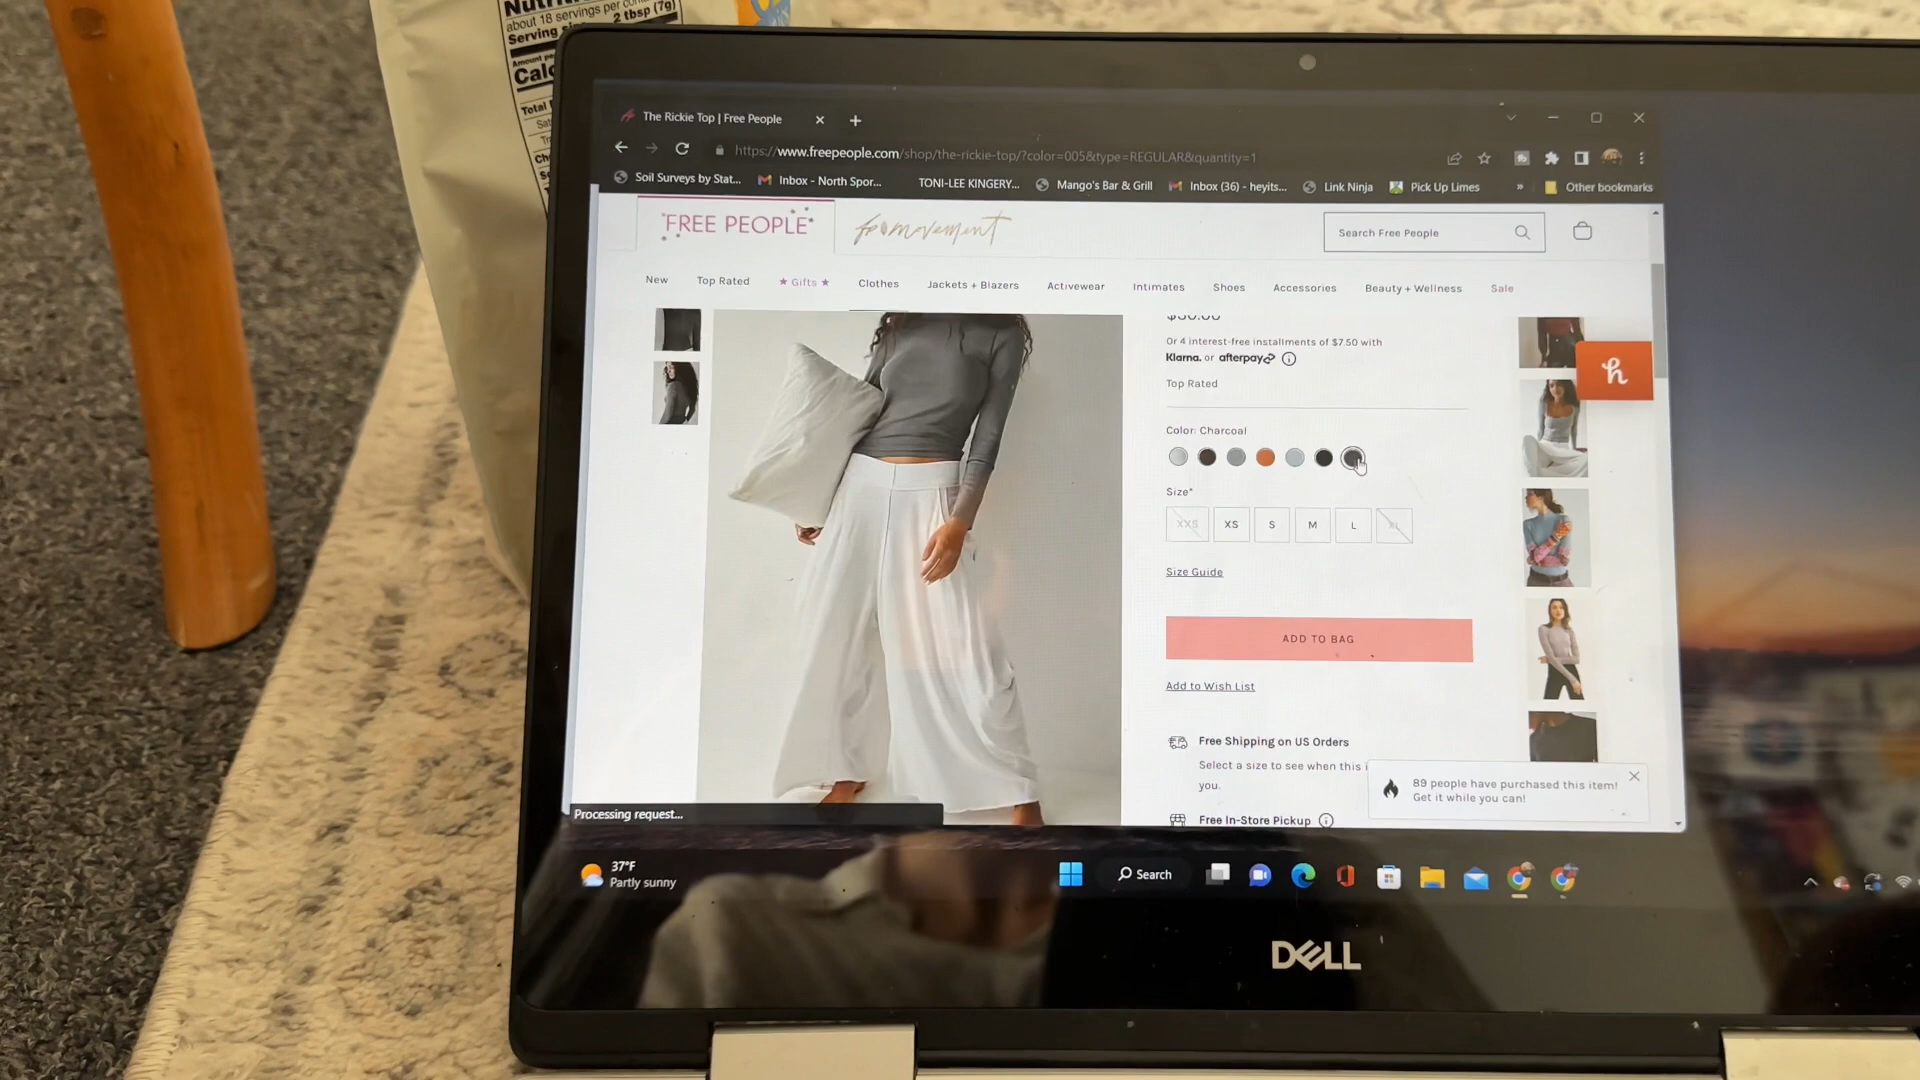 about 18 servings per
2 tbsp (7g)
Serving
Amount
Total
The Rickie Top | Free People
https://www.freepeople.com/shop/the-rickie-top/?color=005&type=REGULAR&quantity=1
Soil Surveys by Stat... Inbox - North Spor... TONI-LEE KINGERY... Mango's Bar & Grill Inbox (36) - heyits... Link Ninja Pick Up Limes » Other bookmarks
FREE PEOPLE fp movement Search Free People
New Top Rated ★ Gifts ★ Clothes Jackets + Blazers Activewear Intimates Shoes Accessories Beauty + Wellness Sale
$30.00
Or 4 interest-free installments of $7.50 with
Klarna. or afterpay
Top Rated
h
Color: Charcoal
Size*
XXS XS S M L XL
Size Guide
ADD TO BAG
Add to Wish List
Free Shipping on US Orders
Select a size to see when this
you.
89 people have purchased this item!
Get it while you can!
Free In-Store Pickup
Processing request...
37°F
Partly sunny
Search
DELL